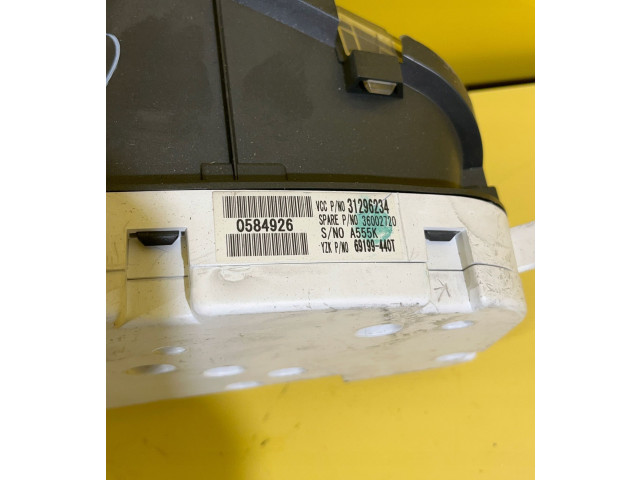 0584926
VCC P/NO 31296234
SPARE P/NO 36002720
S/NO A555K
YZK P/NO 69199-440T